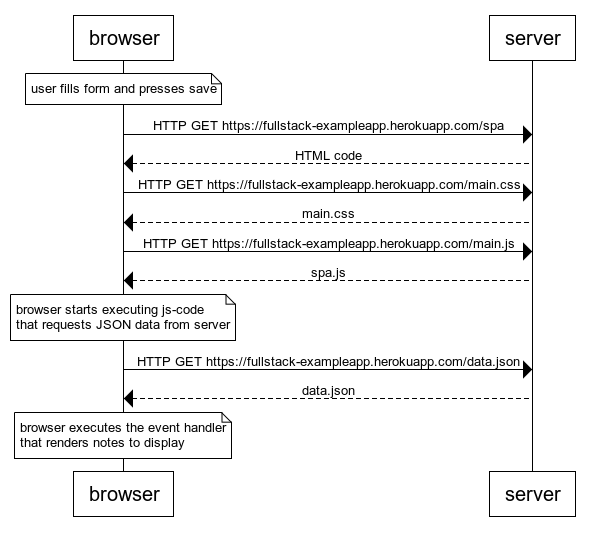 browser
server
user fills form and presses save
HTTP GET https://fullstack-exampleapp.herokuapp.com/spa
HTML code
HTTP GET https://fullstack-exampleapp.herokuapp.com/main.css
main.css
HTTP GET https://fullstack-exampleapp.herokuapp.com/main.js
spa.js
browser starts executing js-code
that requests JSON data from server
HTTP GET https://fullstack-exampleapp.herokuapp.com/data.json
data.json
browser executes the event handler
that renders notes to display
browser
server